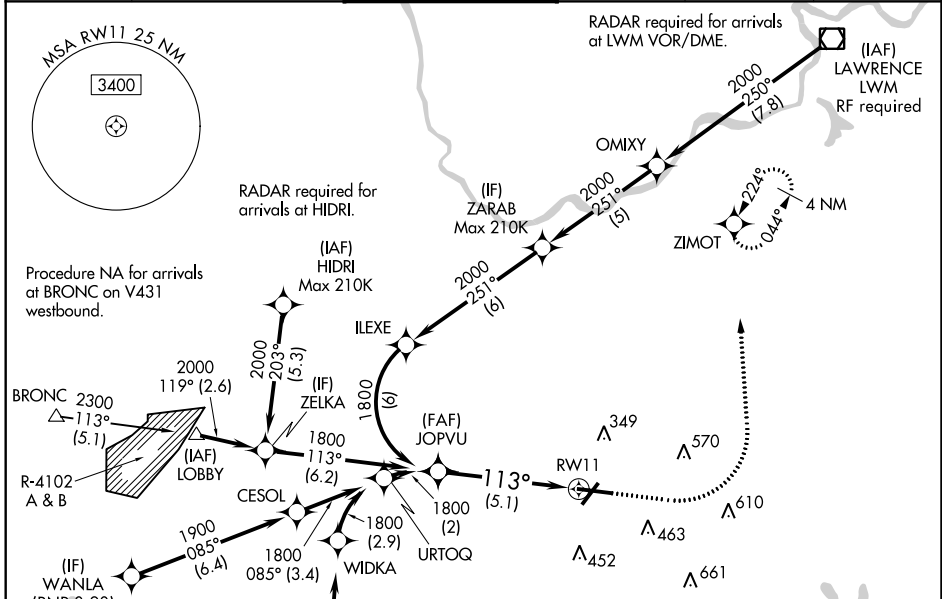 MSA RW11 25 NM
3400
RADAR required for arrivals
at LWM VOR/DME.
(IAF)
LAWRENCE
LWM
RF required
2000
250°
(7.8)
OMIXY
2000
251°
(5)
(IF)
ZARAB
Max 210K
224°
044°
4 NM
ZIMOT
RADAR required for
arrivals at HIDRI.
(IAF)
HIDRI
Max 210K
2000
251°
(6)
Procedure NA for arrivals
at BRONC on V431
westbound.
ILEXE
2000
203°
(5.3)
1800
(6)
2000
119° (2.6)
(IF)
ZELKA
BRONC
2300
113°
(5.1)
(IAF)
LOBBY
1800
113°
(6.2)
(FAF)
JOPVU
113°
(5.1)
RW11
349
570
610
463
452
661
R-4102
A & B
CESOL
1800
(2)
URTOQ
1800
(2.9)
WIDKA
1800
085° (3.4)
1900
085°
(6.4)
(IF)
WANLA